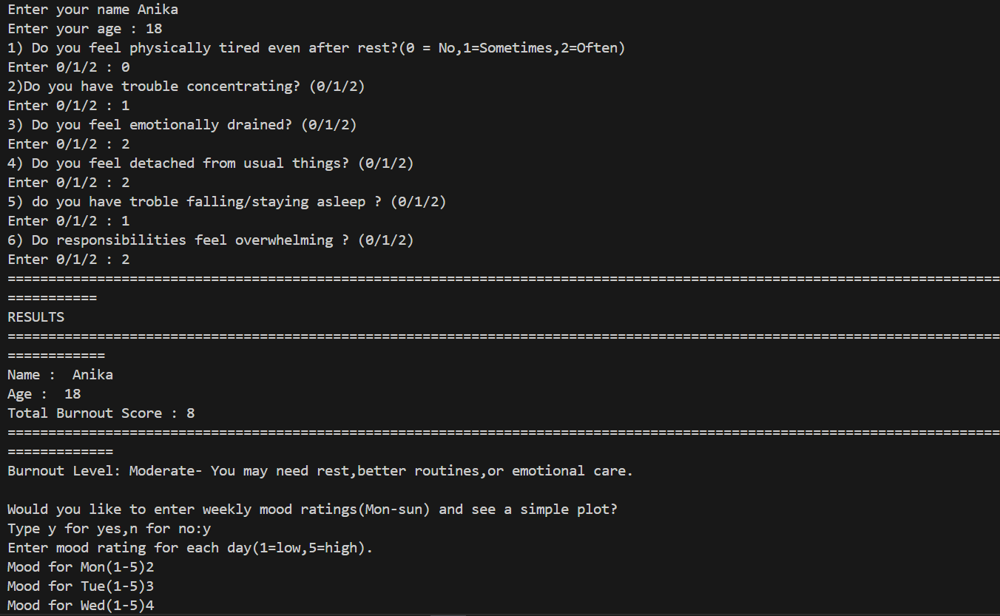 Enter your name Anika
Enter your age : 18
1) Do you feel physically tired even after rest?(0 = No,1=Sometimes,2=Often)
Enter 0/1/2 : 0
2)Do you have trouble concentrating? (0/1/2)
Enter 0/1/2 : 1
3) Do you feel emotionally drained? (0/1/2)
Enter 0/1/2 : 2
4) Do you feel detached from usual things? (0/1/2)
Enter 0/1/2 : 2
5) do you have troble falling/staying asleep ? (0/1/2)
Enter 0/1/2 : 1
6) Do responsibilities feel overwhelming ? (0/1/2)
Enter 0/1/2 : 2
==========================================================================================================================
===========
RESULTS
==========================================================================================================================
============
Name :  Anika
Age :  18
Total Burnout Score : 8
==========================================================================================================================
=============
Burnout Level: Moderate- You may need rest,better routines,or emotional care.

Would you like to enter weekly mood ratings(Mon-sun) and see a simple plot?
Type y for yes,n for no:y
Enter mood rating for each day(1=low,5=high).
Mood for Mon(1-5)2
Mood for Tue(1-5)3
Mood for Wed(1-5)4